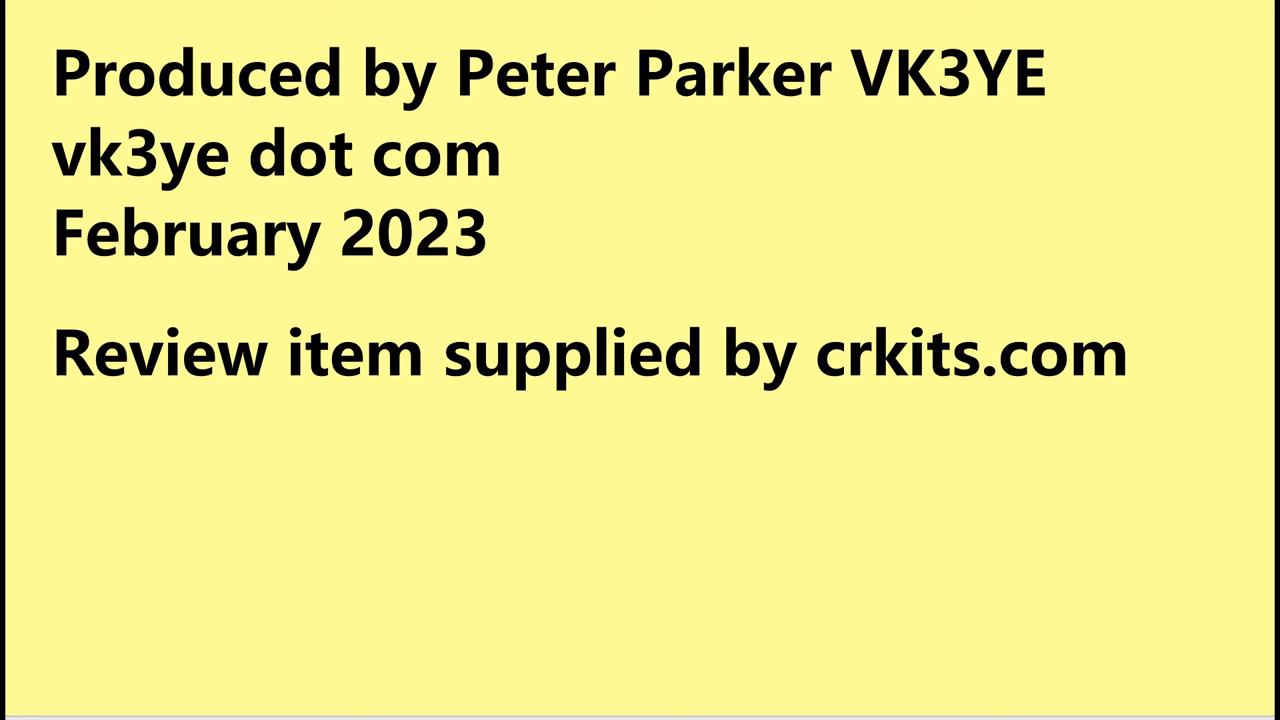 Produced by Peter Parker VK3YE
vk3ye dot com
February 2023
Review item supplied by crkits.com